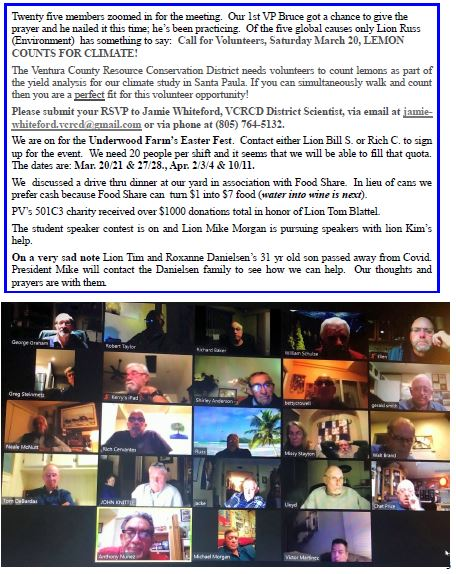 Twenty five members zoomed in for the meeting. Our 1st VP Bruce got a chance to give the
prayer and he nailed it this time; he's been practicing. Of the five global causes only Lion Russ
(Environment) has something to say: Call for Volunteers, Saturday March 20, LEMON
COUNTS FOR CLIMATE!
The Ventura County Resource Conservation District needs volunteers to count lemons as part of
the yield analysis for our climate study in Santa Paula. If you can simultaneously walk and count
then you are a perfect fit for this volunteer opportunity!
Please submit your RSVP to Jamie Whiteford, VCRCD District Scientist, via email at jamie-
whiteford.vcrcd@gmail.com or via phone at (805) 764-5132.
We are on for the Underwood Farm's Easter Fest. Contact either Lion Bill S. or Rich C. to sign
up for the event. We need 20 people per shift and it seems that we will be able to fill that quota.
The dates are: Mar. 20/21 & 27/28., Apr. 2/3/4 & 10/11.
We discussed a drive thru dinner at our yard in association with Food Share. In lieu of cans we
prefer cash because Food Share can turn $1 into $7 food (water into wine is next).
PV's 501C3 charity received over $1000 donations total in honor of Lion Tom Blattel.
The student speaker contest is on and Lion Mike Morgan is pursuing speakers with lion Kim's
help.
On a very sad note Lion Tim and Roxanne Danielsen's 31 yr old son passed away from Covid.
President Mike will contact the Danielsen family to see how we can help. Our thoughts and
prayers are with them.
George Graham Robert Taylor Richard Baker William Schulze Ellen
Greg Steinmetz Kerry's iPad Shirley Anderson bettycrowell gerald smith
Neale McNutt Rich Cervantes Russ Missy Stayton Walt Brand
Tom DeBardas JOHN KNITTLE Jackie Lloyd Chet Price
Anthony Nunez Michael Morgan Victor Martinez